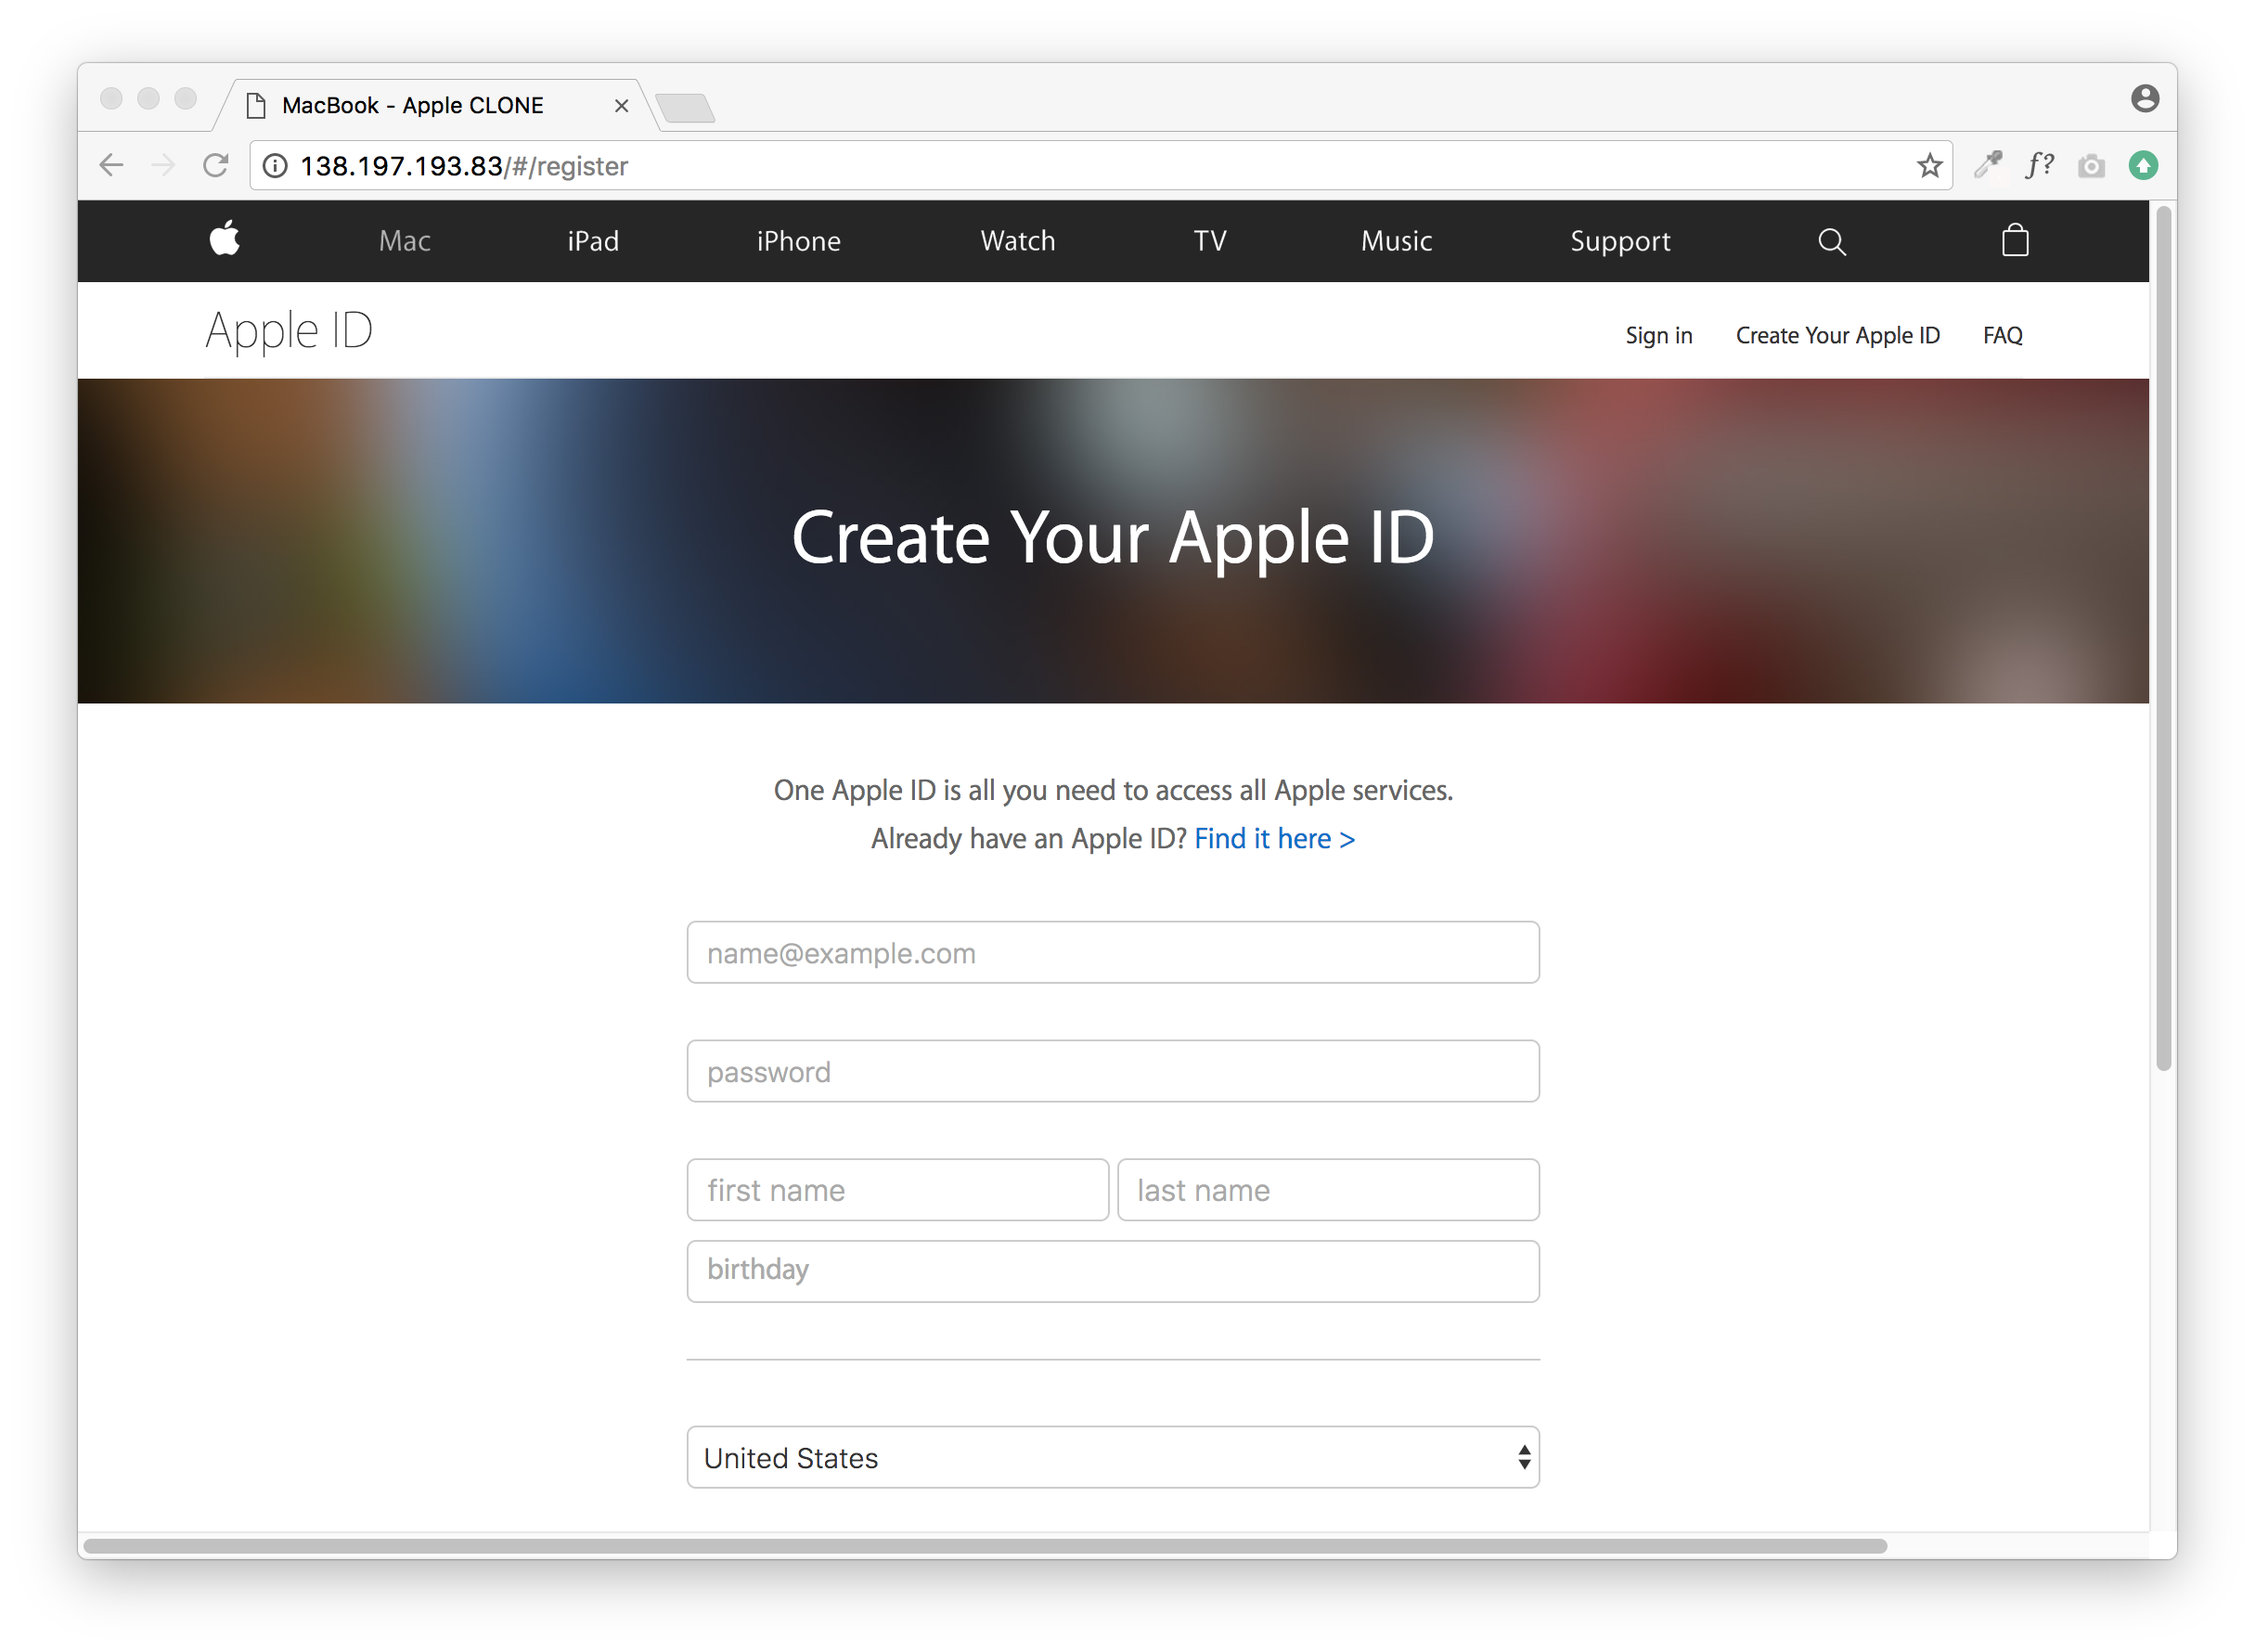 MacBook - Apple CLONE
138.197.193.83/#/register
f?
Mac iPad iPhone Watch TV Music Support
Apple ID
Sign in Create Your Apple ID FAQ
Create Your Apple ID
One Apple ID is all you need to access all Apple services.
Already have an Apple ID? Find it here >
name@example.com
password
first name last name
birthday
United States